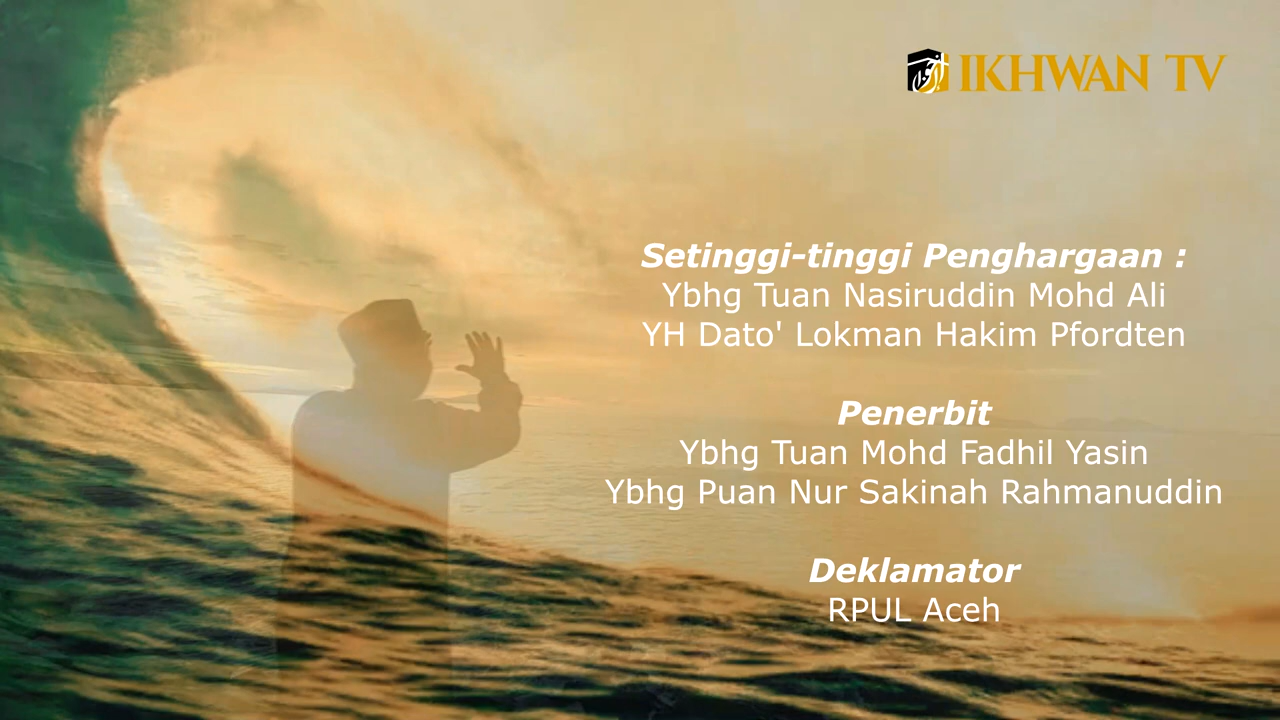 IKHWAN TV
Setinggi-tinggi Penghargaan :
Ybhg Tuan Nasiruddin Mohd Ali
YH Dato' Lokman Hakim Pfordten
Penerbit
Ybhg Tuan Mohd Fadhil Yasin
Ybhg Puan Nur Sakinah Rahmanuddin
Deklamator
RPUL Aceh